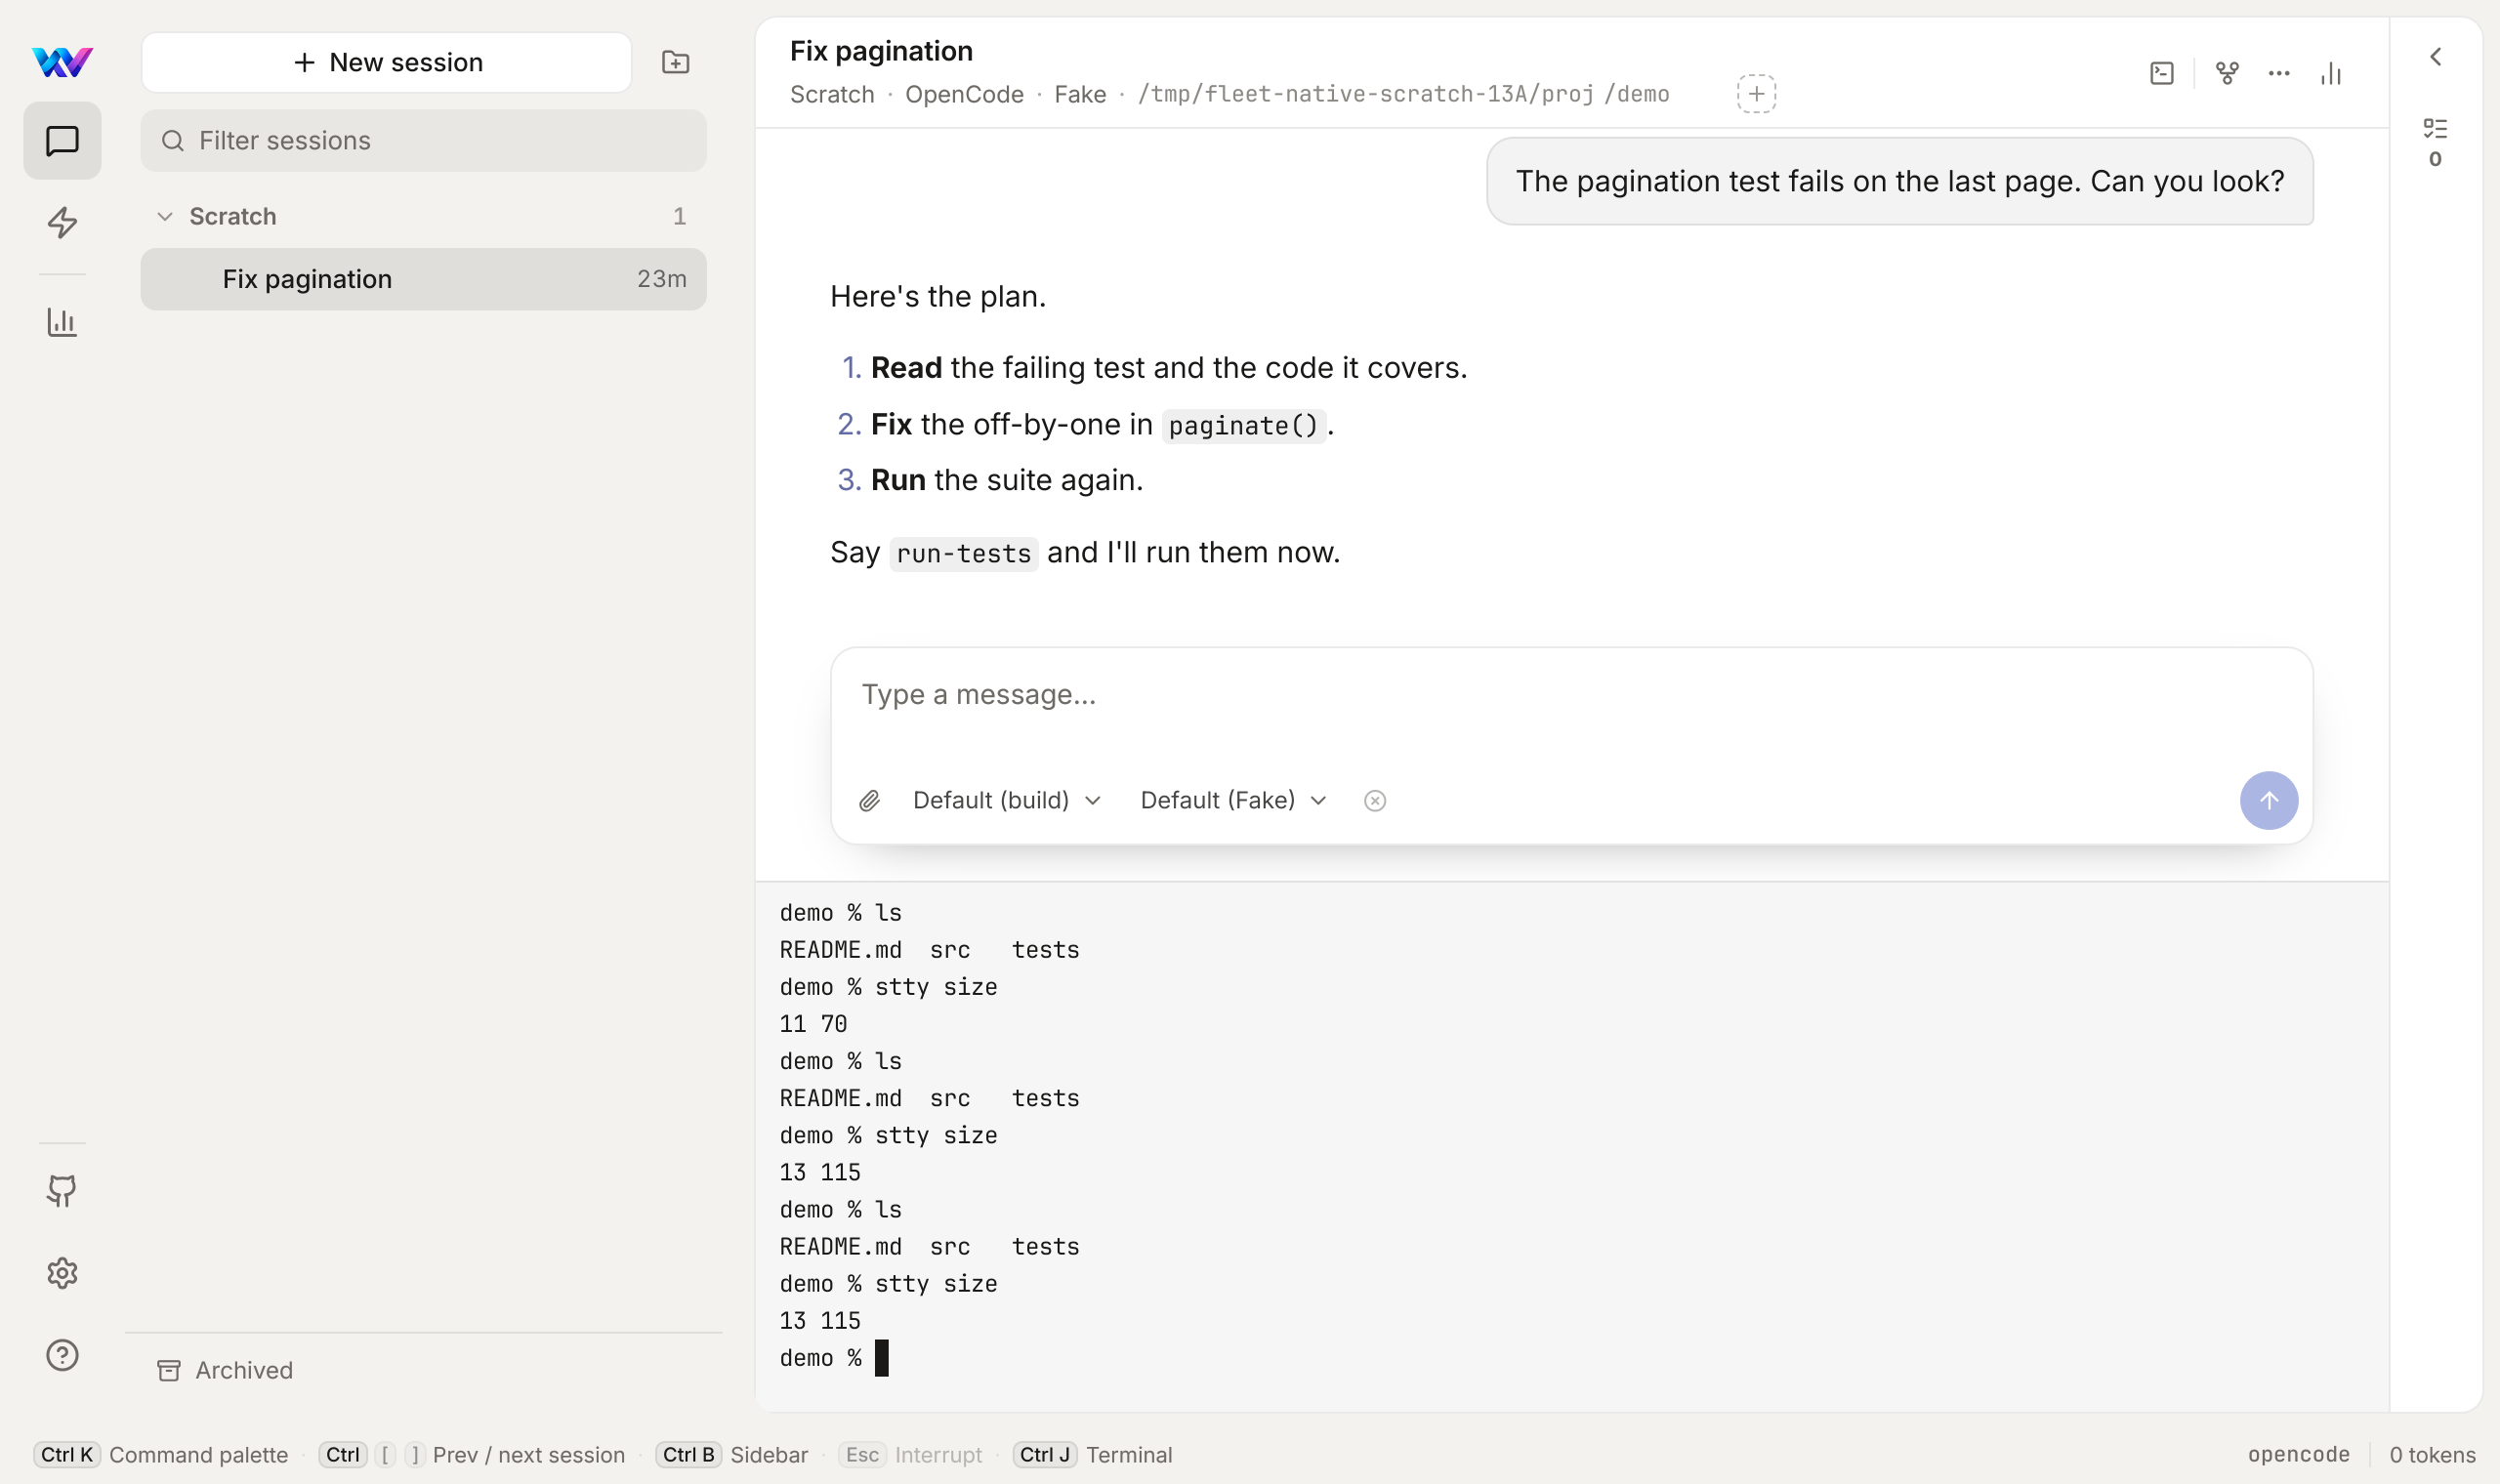 New session
Filter sessions
Scratch 1
Fix pagination 23m
Archived
Fix pagination
Scratch · OpenCode · Fake · /tmp/fleet-native-scratch-13A/proj /demo
0
The pagination test fails on the last page. Can you look?
Here's the plan.
1. Read the failing test and the code it covers.
2. Fix the off-by-one in paginate().
3. Run the suite again.
Say run-tests and I'll run them now.
Type a message...
Default (build) Default (Fake)
demo % ls
README.md src tests
demo % stty size
11 70
demo % ls
README.md src tests
demo % stty size
13 115
demo % ls
README.md src tests
demo % stty size
13 115
demo %
Ctrl K Command palette · Ctrl [ ] Prev / next session · Ctrl B Sidebar · Esc Interrupt · Ctrl J Terminal opencode 0 tokens